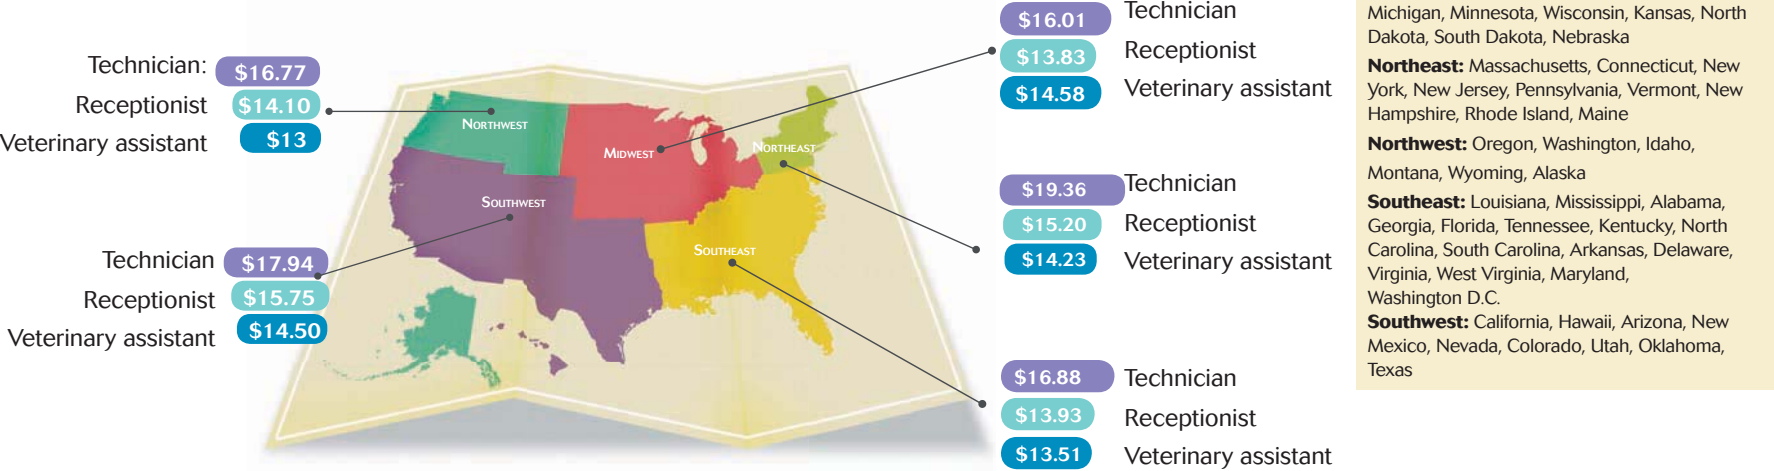 Technician: $16.77
Receptionist $14.10
Veterinary assistant $13
Technician $17.94
Receptionist $15.75
Veterinary assistant $14.50
NORTHWEST
MIDWEST
NORTHEAST
SOUTHWEST
SOUTHEAST
$16.01 Technician
$13.83 Receptionist
$14.58 Veterinary assistant
$19.36 Technician
$15.20 Receptionist
$14.23 Veterinary assistant
$16.88 Technician
$13.93 Receptionist
$13.51 Veterinary assistant
Michigan, Minnesota, Wisconsin, Kansas, North
Dakota, South Dakota, Nebraska
Northeast: Massachusetts, Connecticut, New
York, New Jersey, Pennsylvania, Vermont, New
Hampshire, Rhode Island, Maine
Northwest: Oregon, Washington, Idaho,
Montana, Wyoming, Alaska
Southeast: Louisiana, Mississippi, Alabama,
Georgia, Florida, Tennessee, Kentucky, North
Carolina, South Carolina, Arkansas, Delaware,
Virginia, West Virginia, Maryland,
Washington D.C.
Southwest: California, Hawaii, Arizona, New
Mexico, Nevada, Colorado, Utah, Oklahoma,
Texas